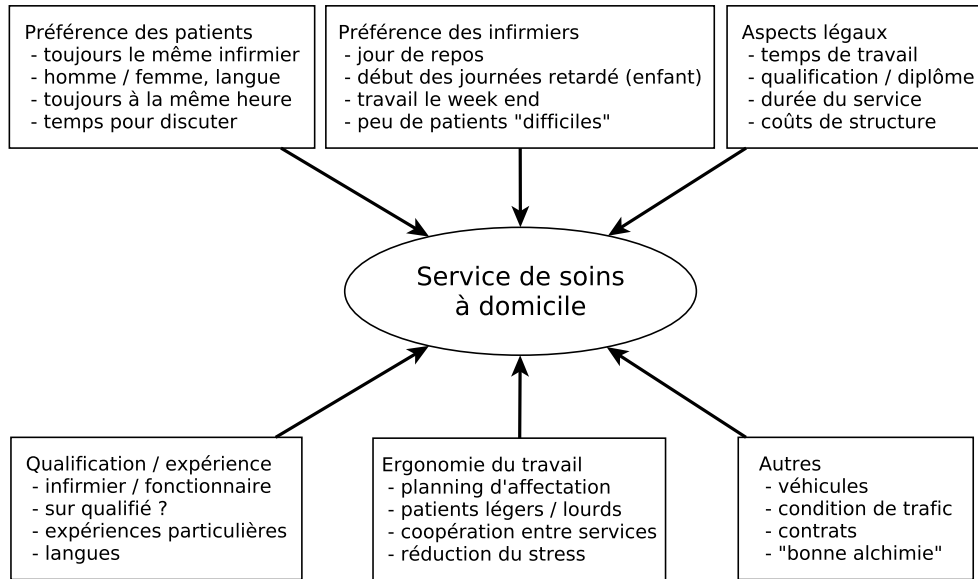 Préférence des patients
- toujours le même infirmier
- homme / femme, langue
- toujours à la même heure
- temps pour discuter
Préférence des infirmiers
- jour de repos
- début des journées retardé (enfant)
- travail le week end
- peu de patients "difficiles"
Aspects légaux
- temps de travail
- qualification / diplôme
- durée du service
- coûts de structure
Service de soins
à domicile
Qualification / expérience
- infirmier / fonctionnaire
- sur qualifié ?
- expériences particulières
- langues
Ergonomie du travail
- planning d'affectation
- patients légers / lourds
- coopération entre services
- réduction du stress
Autres
- véhicules
- condition de trafic
- contrats
- "bonne alchimie"